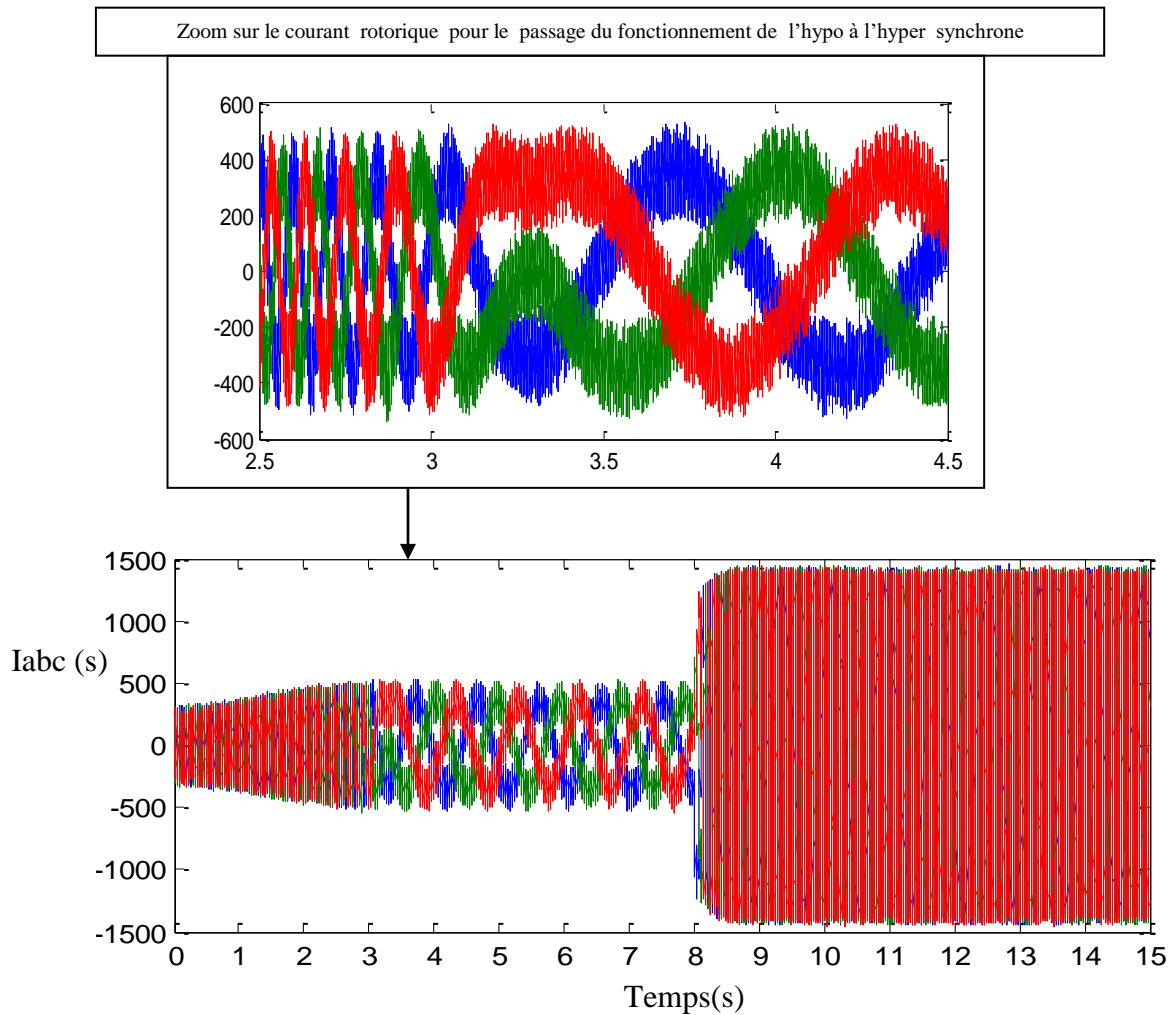 Zoom sur le courant rotorique pour le passage du fonctionnement de l'hypo à l'hyper synchrone
600
400
200
0
-200
-400
-600
2.5 3 3.5 4 4.5
1500
1000
500
0
-500
-1000
-1500
Iabc (s)
0 1 2 3 4 5 6 7 8 9 10 11 12 13 14 15
Temps(s)